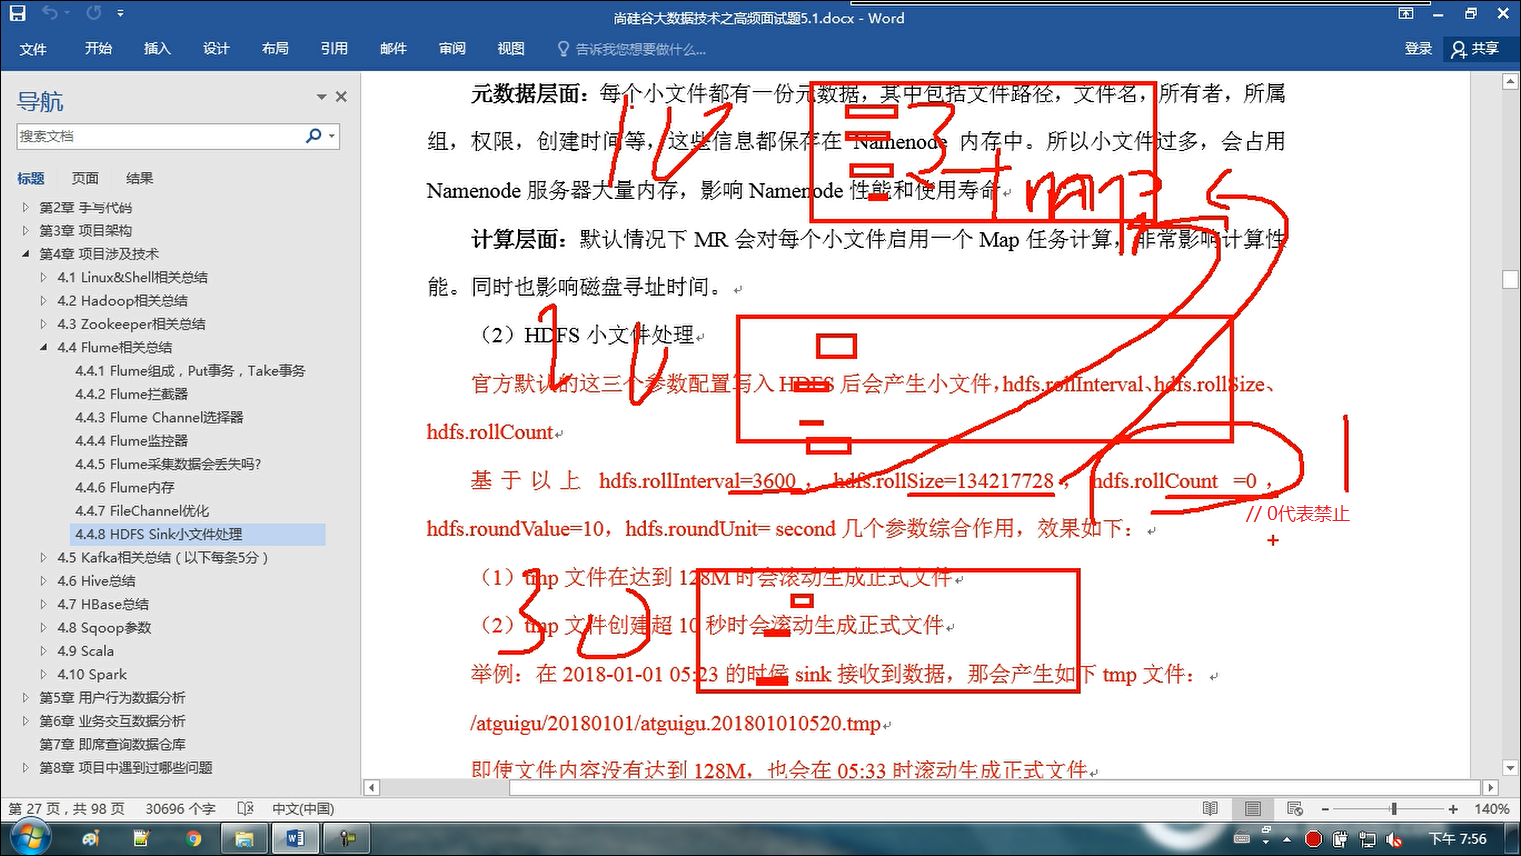 尚硅谷大数据技术之高频面试题5.1.docx - Word
文件 开始 插入 设计 布局 引用 邮件 审阅 视图 告诉我您想要做什么... 登录 共享
导航
搜索文档
标题 页面 结果
第2章 手写代码
第3章 项目架构
第4章 项目涉及技术
4.1 Linux&Shell相关总结
4.2 Hadoop相关总结
4.3 Zookeeper相关总结
4.4 Flume相关总结
4.4.1 Flume组成，Put事务，Take事务
4.4.2 Flume拦截器
4.4.3 Flume Channel选择器
4.4.4 Flume监控器
4.4.5 Flume采集数据会丢失吗?
4.4.6 Flume内存
4.4.7 FileChannel优化
4.4.8 HDFS Sink小文件处理
4.5 Kafka相关总结（以下每条5分）
4.6 Hive总结
4.7 HBase总结
4.8 Sqoop参数
4.9 Scala
4.10 Spark
第5章 用户行为数据分析
第6章 业务交互数据分析
第7章 即席查询数据仓库
第8章 项目中遇到过哪些问题
元数据层面：每个小文件都有一份元数据，其中包括文件路径，文件名，所有者，所属
组，权限，创建时间等，这些信息都保存在 Namenode 内存中。所以小文件过多，会占用
Namenode 服务器大量内存，影响 Namenode 性能和使用寿命
计算层面：默认情况下 MR 会对每个小文件启用一个 Map 任务计算，非常影响计算性
能。同时也影响磁盘寻址时间。
（2）HDFS 小文件处理
官方默认的这三个参数配置写入 HDFS 后会产生小文件，hdfs.rollInterval、hdfs.rollSize、
hdfs.rollCount
基于以上 hdfs.rollInterval=3600，hdfs.rollSize=134217728，hdfs.rollCount =0，
hdfs.roundValue=10，hdfs.roundUnit= second 几个参数综合作用，效果如下：
// 0代表禁止
（1）tmp 文件在达到 128M 时会滚动生成正式文件
（2）tmp 文件创建超 10 秒时会滚动生成正式文件
举例：在 2018-01-01 05:23 的时侯 sink 接收到数据，那会产生如下 tmp 文件：
/atguigu/20180101/atguigu.201801010520.tmp
即使文件内容没有达到 128M，也会在 05:33 时滚动生成正式文件
第 27 页，共 98 页 30696 个字 中文(中国) 140%
下午 7:56